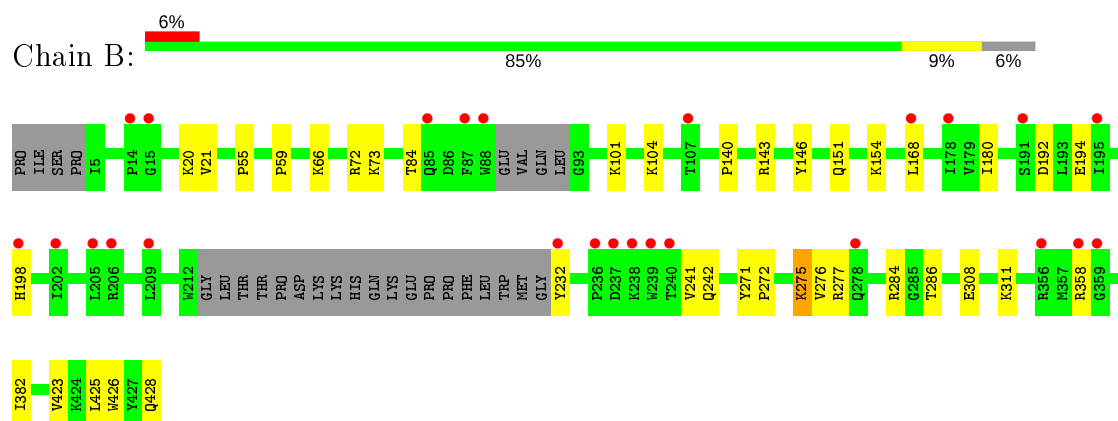 6%
Chain B:
85% 9% 6%
PRO ILE SER PRO I5 P14 G15 K20 V21 P55 P59 K66 R72 K73 T84 Q85 D86 F87 W88 GLU VAL GLN LEU G93 K101 K104 T107 P140 R143 Y146 Q151 K154 L168 I178 V179 I180 S191 D192 L193 E194 I195
H198 I202 L205 R206 L209 W212 GLY LEU THR THR PRO ASP LYS LYS HIS GLN LYS GLU PRO PRO PHE LEU TRP MET GLY Y232 P236 D237 K238 W239 T240 V241 Q242 Y271 P272 K275 V276 R277 Q278 R284 G285 T286 E308 K311 R356 M357 R358 G359
I382 V423 K424 L425 W426 Y427 Q428